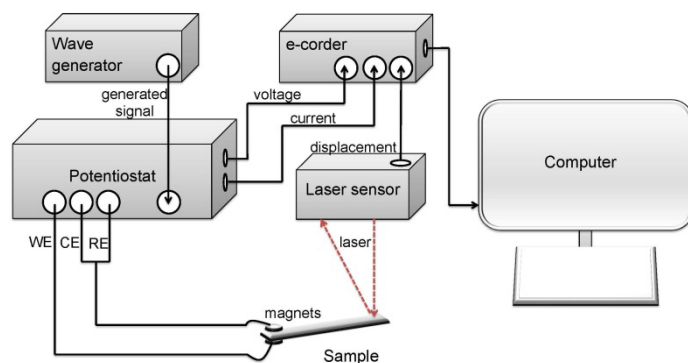 Wave
generator
e-corder
generated
signal
voltage
current
displacement
Potentiostat
Laser sensor
Computer
WE CE RE
laser
magnets
Sample